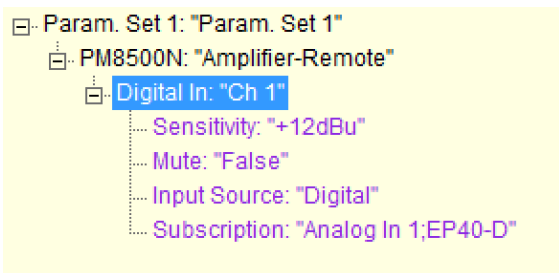 Param. Set 1: "Param. Set 1"
PM8500N: "Amplifier-Remote"
Digital In: "Ch 1"
Sensitivity: "+12dBu"
Mute: "False"
Input Source: "Digital"
Subscription: "Analog In 1;EP40-D"